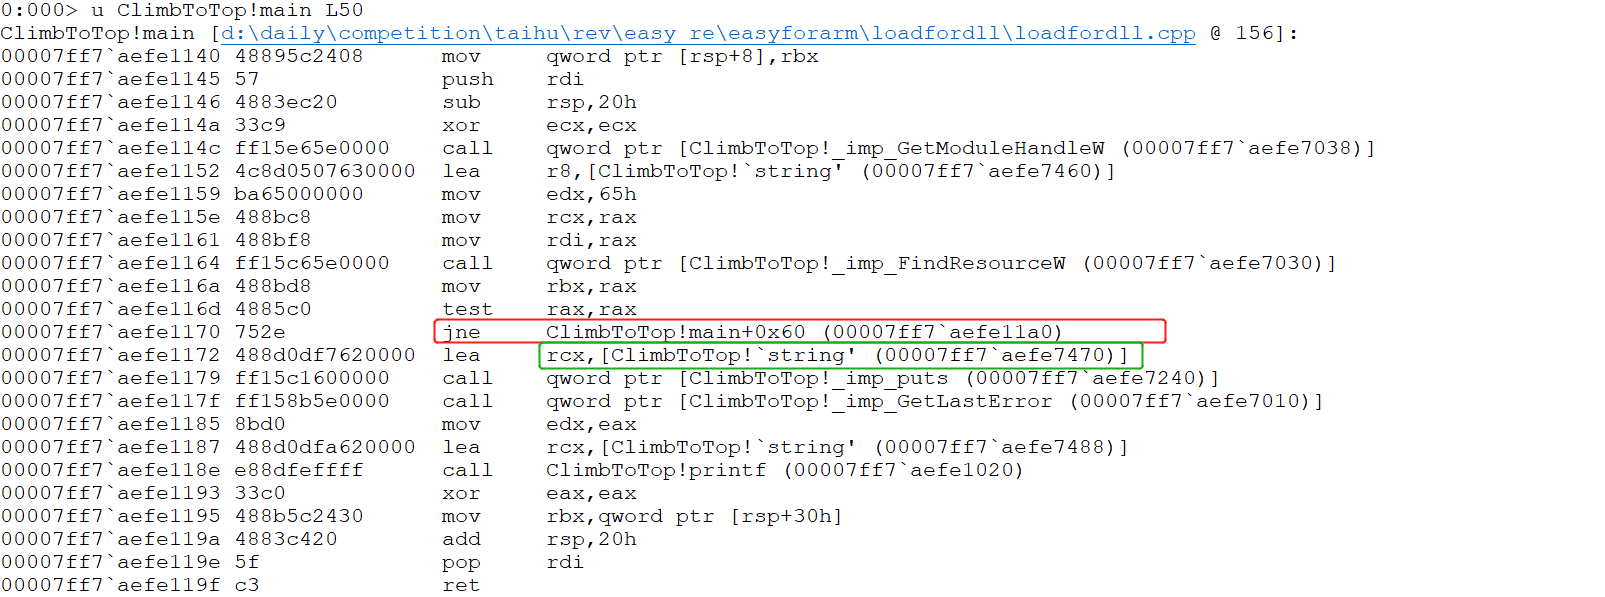 0:000> u ClimbToTop!main L50
ClimbToTop!main [d:\daily\competition\taihu\rev\easy_re\easyforarm\loadfordll\loadfordll.cpp @ 156]:
00007ff7`aefe1140 48895c2408      mov     qword ptr [rsp+8],rbx
00007ff7`aefe1145 57              push    rdi
00007ff7`aefe1146 4883ec20        sub     rsp,20h
00007ff7`aefe114a 33c9            xor     ecx,ecx
00007ff7`aefe114c ff15e65e0000    call    qword ptr [ClimbToTop!_imp_GetModuleHandleW (00007ff7`aefe7038)]
00007ff7`aefe1152 4c8d0507630000  lea     r8,[ClimbToTop!`string' (00007ff7`aefe7460)]
00007ff7`aefe1159 ba65000000      mov     edx,65h
00007ff7`aefe115e 488bc8          mov     rcx,rax
00007ff7`aefe1161 488bf8          mov     rdi,rax
00007ff7`aefe1164 ff15c65e0000    call    qword ptr [ClimbToTop!_imp_FindResourceW (00007ff7`aefe7030)]
00007ff7`aefe116a 488bd8          mov     rbx,rax
00007ff7`aefe116d 4885c0          test    rax,rax
00007ff7`aefe1170 752e            jne     ClimbToTop!main+0x60 (00007ff7`aefe11a0)
00007ff7`aefe1172 488d0df7620000  lea     rcx,[ClimbToTop!`string' (00007ff7`aefe7470)]
00007ff7`aefe1179 ff15c1600000    call    qword ptr [ClimbToTop!_imp_puts (00007ff7`aefe7240)]
00007ff7`aefe117f ff158b5e0000    call    qword ptr [ClimbToTop!_imp_GetLastError (00007ff7`aefe7010)]
00007ff7`aefe1185 8bd0            mov     edx,eax
00007ff7`aefe1187 488d0dfa620000  lea     rcx,[ClimbToTop!`string' (00007ff7`aefe7488)]
00007ff7`aefe118e e88dfeffff      call    ClimbToTop!printf (00007ff7`aefe1020)
00007ff7`aefe1193 33c0            xor     eax,eax
00007ff7`aefe1195 488b5c2430      mov     rbx,qword ptr [rsp+30h]
00007ff7`aefe119a 4883c420        add     rsp,20h
00007ff7`aefe119e 5f              pop     rdi
00007ff7`aefe119f c3              ret